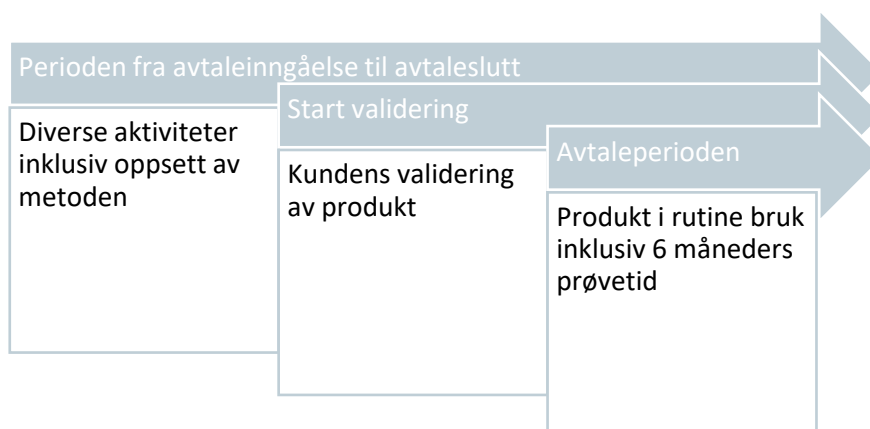 Perioden fra avtaleinngåelse til avtaleslutt
Diverse aktiviteter
inklusiv oppsett av
metoden
Start validering
Kundens validering
av produkt
Avtaleperioden
Produkt i rutine bruk
inklusiv 6 måneders
prøvetid